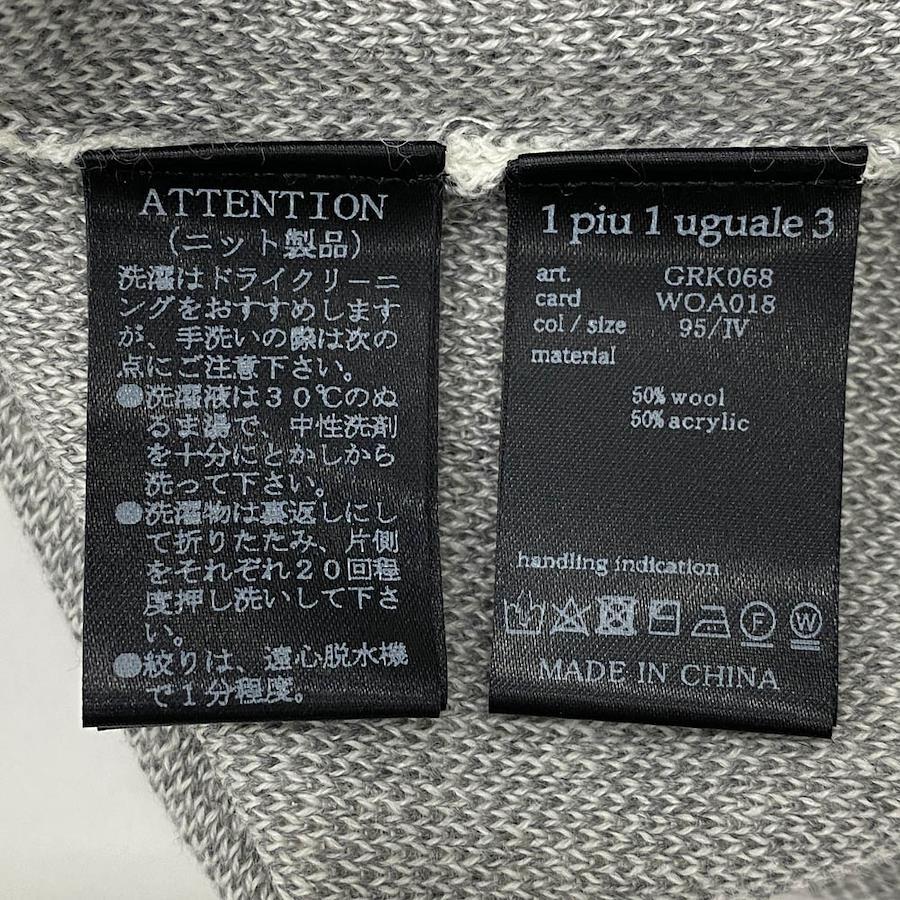 ATTENTION
（ニット製品）
洗濯はドライクリーニ
ングをおすすめします
が、手洗いの際は次の
点にご注意下さい。
●洗濯液は３０℃のぬ
るま湯で、中性洗剤
を十分にとかしから
洗って下さい。
●洗濯物は裏返しにし
て折りたたみ、片側
をそれぞれ２０回程
度押し洗いして下さ
い。
●絞りは、遠心脱水機
で１分程度。
1 piu 1 uguale 3
art. GRK068
card WOA018
col / size 95/IV
material
50% wool
50% acrylic
handling indication
F W
MADE IN CHINA